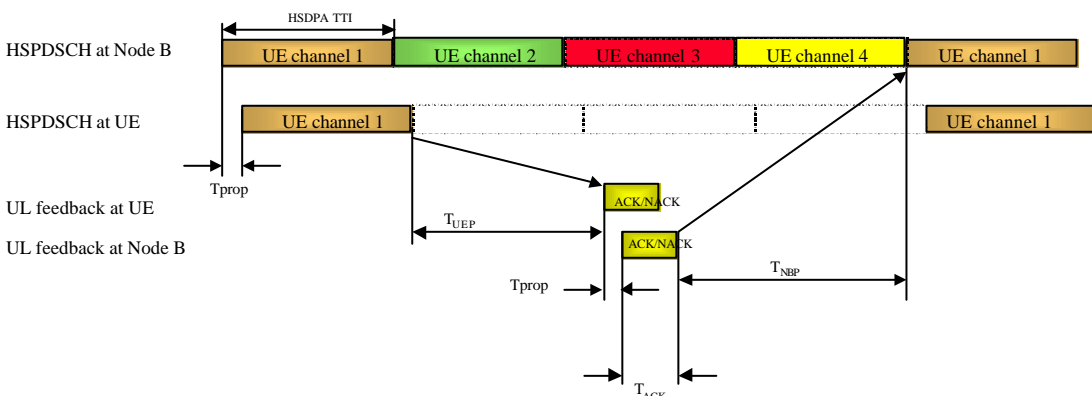 HSDPA TTI
HSPDSCH at Node B
UE channel 1
UE channel 2
UE channel 3
UE channel 4
UE channel 1
HSPDSCH at UE
UE channel 1
UE channel 1
Tprop
UL feedback at UE
ACK/NACK
TUEP
UL feedback at Node B
ACK/NACK
TNBP
Tprop
TACK